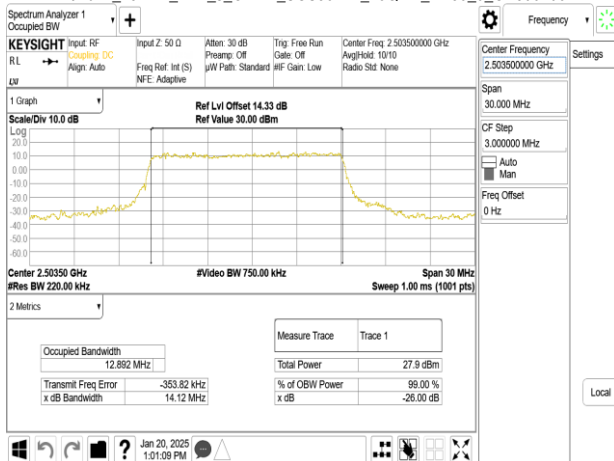 Spectrum Analyzer 1
Occupied BW
+
Frequency
KEYSIGHT
RL
LXI
Input: RF
Coupling: DC
Align: Auto
Input Z: 50 Ω
Freq Ref: Int (S)
NFE: Adaptive
Atten: 30 dB
Preamp: Off
µW Path: Standard
Trig: Free Run
Gate: Off
#IF Gain: Low
Center Freq: 2.503500000 GHz
Avg|Hold: 10/10
Radio Std: None
Center Frequency
2.503500000 GHz
Settings
Span
30.000 MHz
CF Step
3.000000 MHz
Auto
Man
Freq Offset
0 Hz
Local
1 Graph
Scale/Div 10.0 dB
Ref Lvl Offset 14.33 dB
Ref Value 30.00 dBm
Log
20.0
10.0
0.00
-10.0
-20.0
-30.0
-40.0
-50.0
-60.0
Center 2.50350 GHz
#Video BW 750.00 kHz
Span 30 MHz
#Res BW 220.00 kHz
Sweep 1.00 ms (1001 pts)
2 Metrics
Occupied Bandwidth
12.892 MHz
Transmit Freq Error -353.82 kHz
x dB Bandwidth 14.12 MHz
Measure Trace Trace 1
Total Power 27.9 dBm
% of OBW Power 99.00 %
x dB -26.00 dB
?
Jan 20, 2025
1:01:09 PM